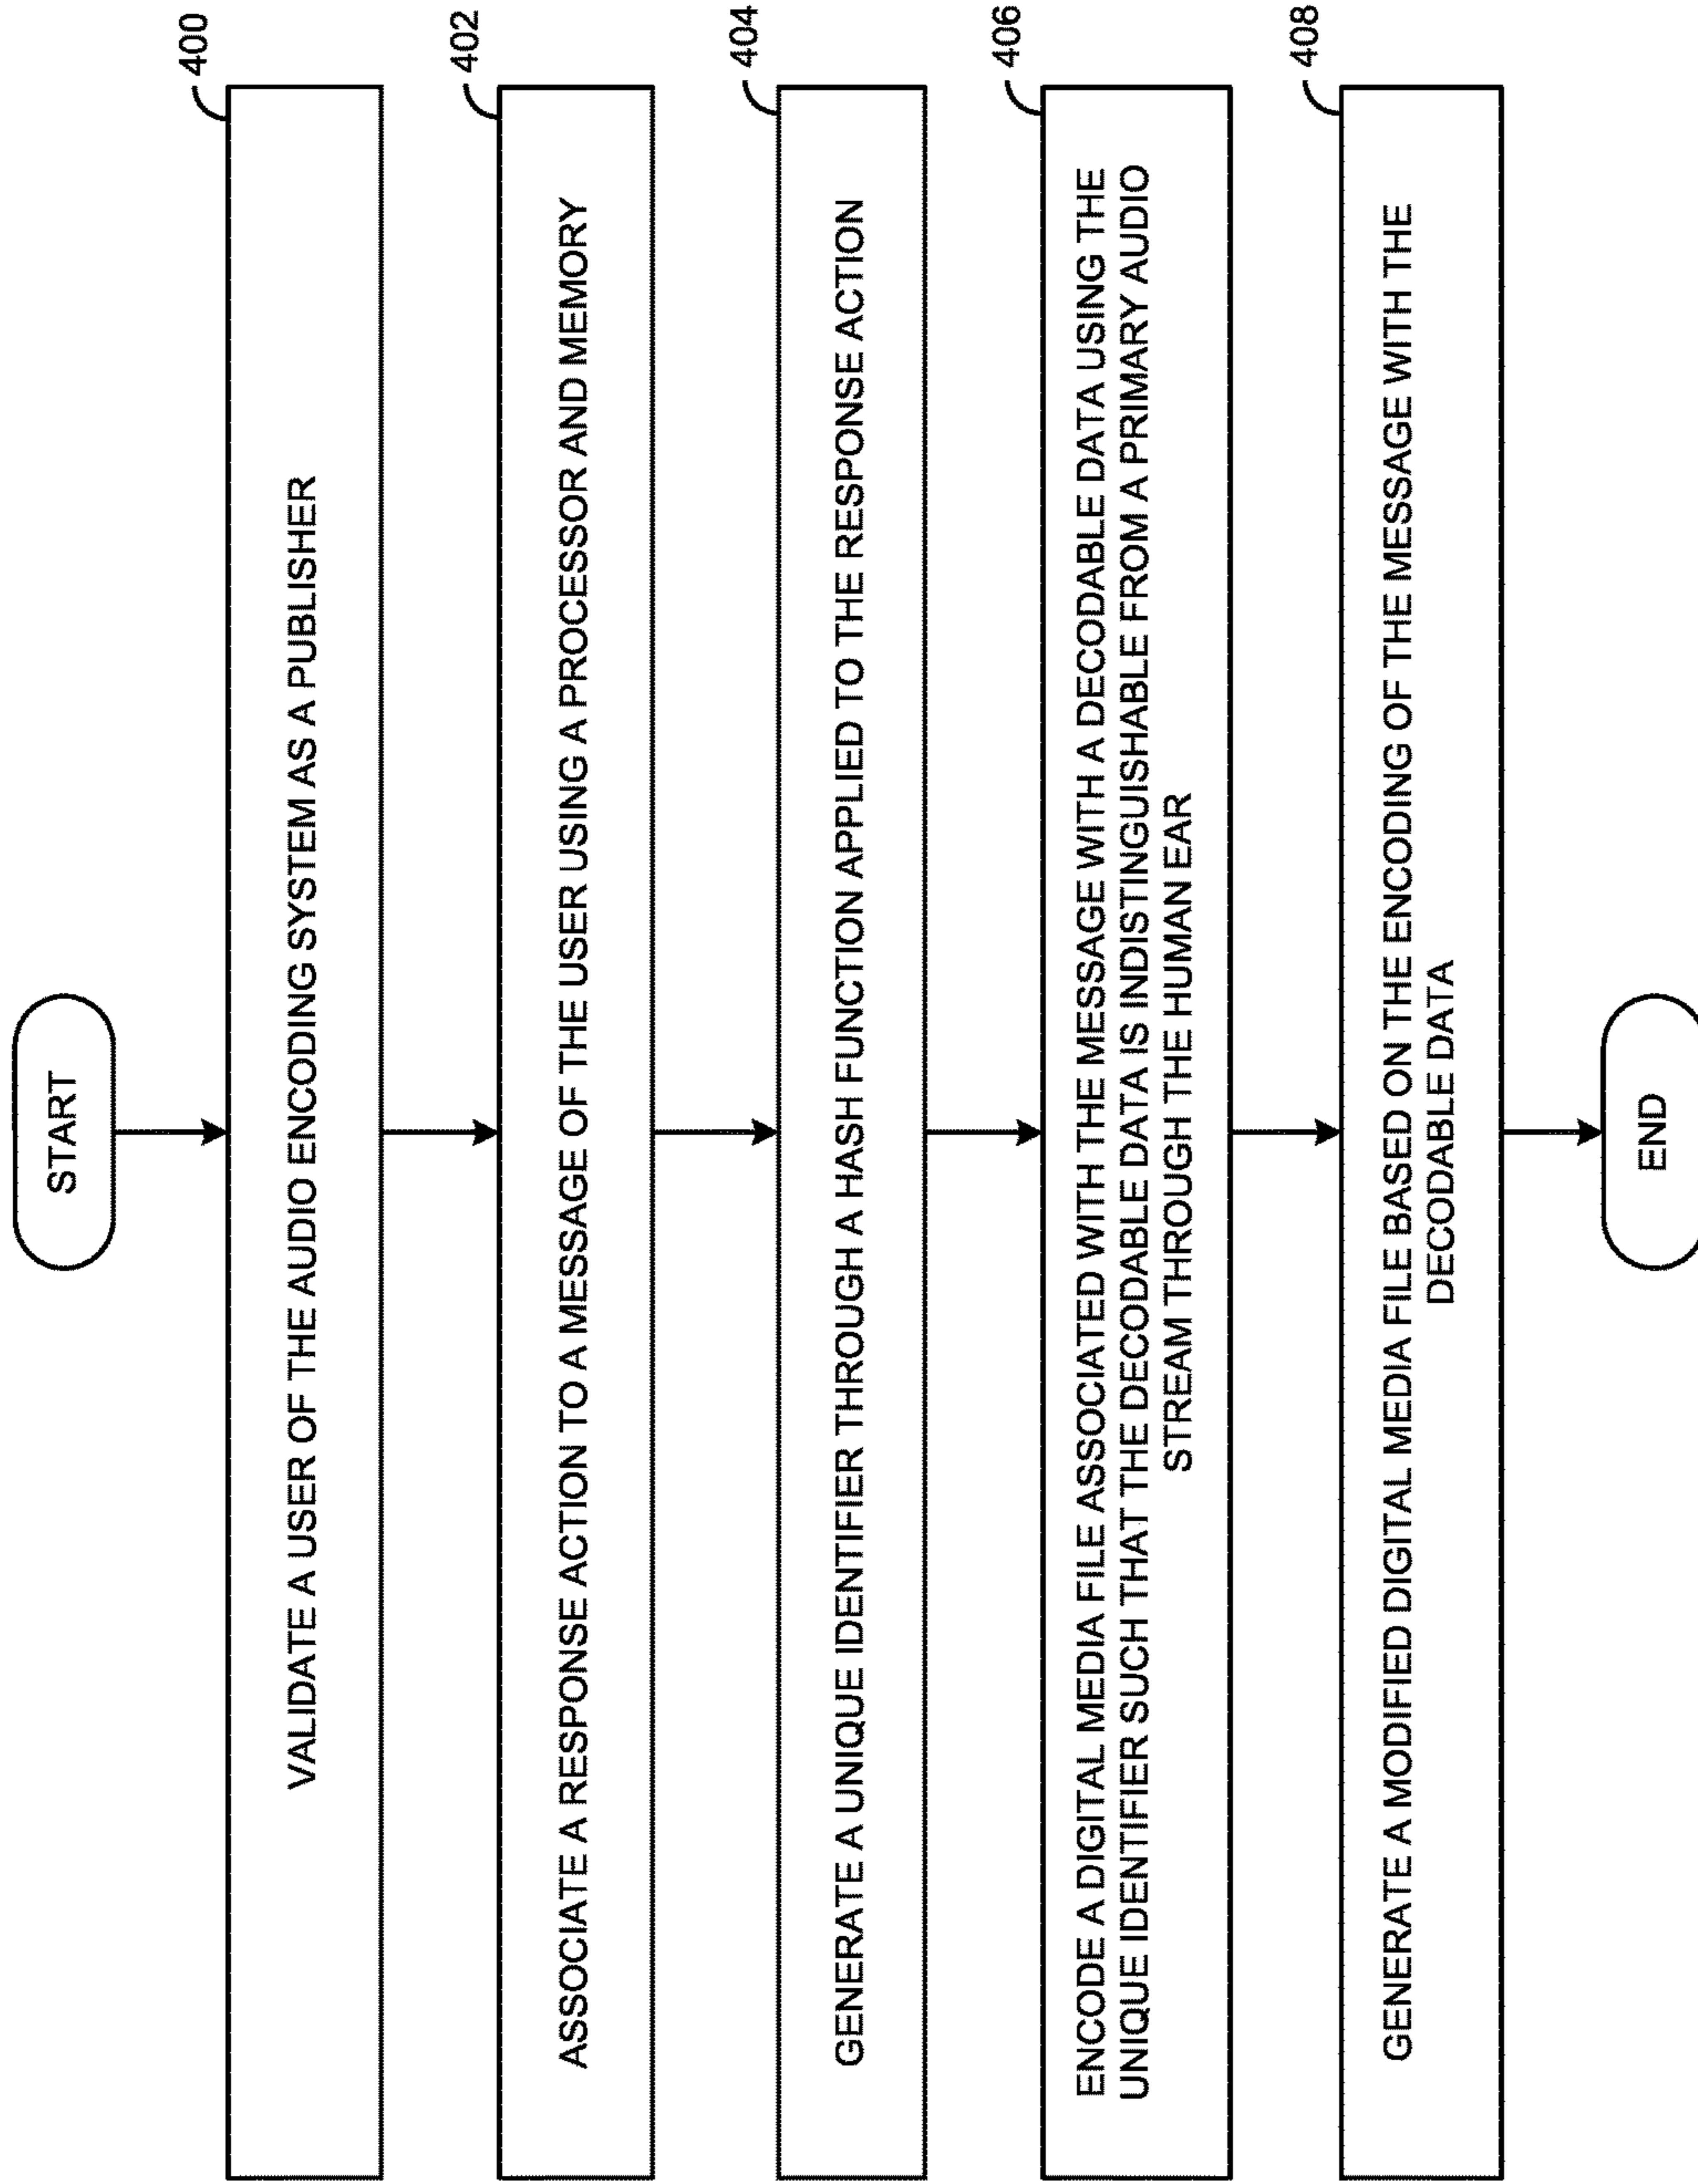 START
400
VALIDATE A USER OF THE AUDIO ENCODING SYSTEM AS A PUBLISHER
402
ASSOCIATE A RESPONSE ACTION TO A MESSAGE OF THE USER USING A PROCESSOR AND MEMORY
404
GENERATE A UNIQUE IDENTIFIER THROUGH A HASH FUNCTION APPLIED TO THE RESPONSE ACTION
406
ENCODE A DIGITAL MEDIA FILE ASSOCIATED WITH THE MESSAGE WITH A DECODABLE DATA USING THE
UNIQUE IDENTIFIER SUCH THAT THE DECODABLE DATA IS INDISTINGUISHABLE FROM A PRIMARY AUDIO
STREAM THROUGH THE HUMAN EAR
408
GENERATE A MODIFIED DIGITAL MEDIA FILE BASED ON THE ENCODING OF THE MESSAGE WITH THE
DECODABLE DATA
END